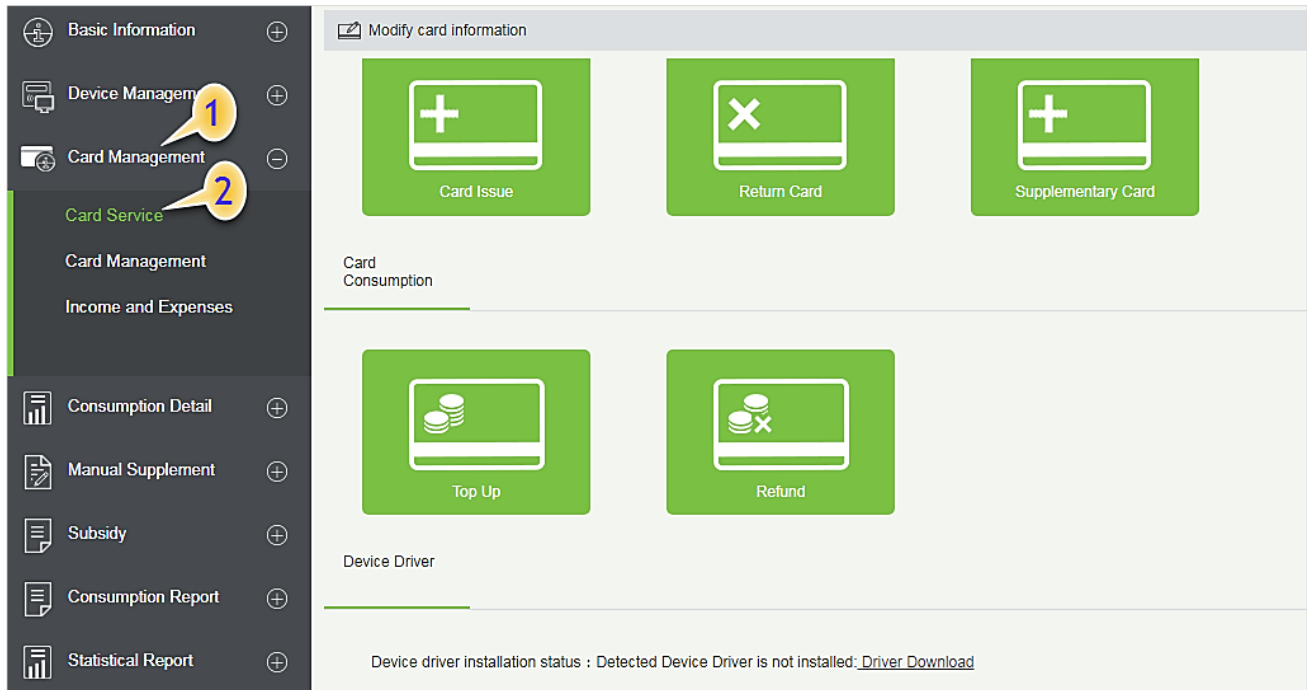 Basic Information
Device Managem
1
Card Management
2
Card Service
Card Management
Income and Expenses
Consumption Detail
Manual Supplement
Subsidy
Consumption Report
Statistical Report
Modify card information
Card Issue
Return Card
Supplementary Card
Card
Consumption
Top Up
Refund
Device Driver
Device driver installation status : Detected Device Driver is not installed: Driver Download